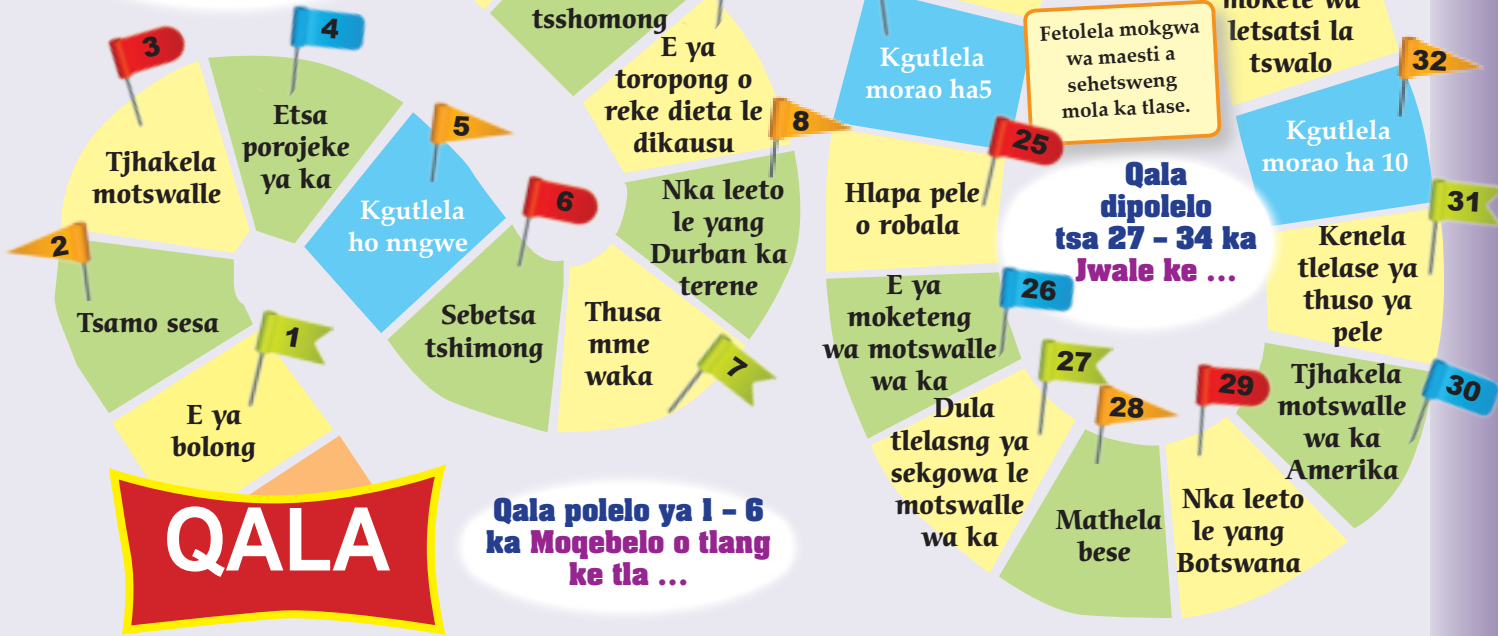 QALA
1
E ya
bolong
2
Tsamo sesa
3
Tjhakela
motswalle
4
Etsa
porojeke
ya ka
5
Kgutlela
ho nngwe
6
Sebetsa
tshimong
7
Thusa
mme
waka
8
Nka leeto
le yang
Durban ka
terene
E ya
toropong o
reke dieta le
dikausu
tsshomong
Qala polelo ya 1 – 6
ka Moqebelo o tlang
ke tla ...
Kgutlela
morao ha5
Fetolela mokgwa
wa maesti a
sehetsweng
mola ka tlase.
mokete wa
letsatsi la
tswalo
25
Hlapa pele
o robala
26
E ya
moketeng
wa motswalle
wa ka
27
Dula
tlelasng ya
sekgowa le
motswalle
wa ka
28
Mathela
bese
29
Nka leeto
le yang
Botswana
30
Tjhakela
motswalle
wa ka
Amerika
31
Kenela
tlelase ya
thuso ya
pele
32
Kgutlela
morao ha 10
Qala
dipolelo
tsa 27 – 34 ka
Jwale ke ...